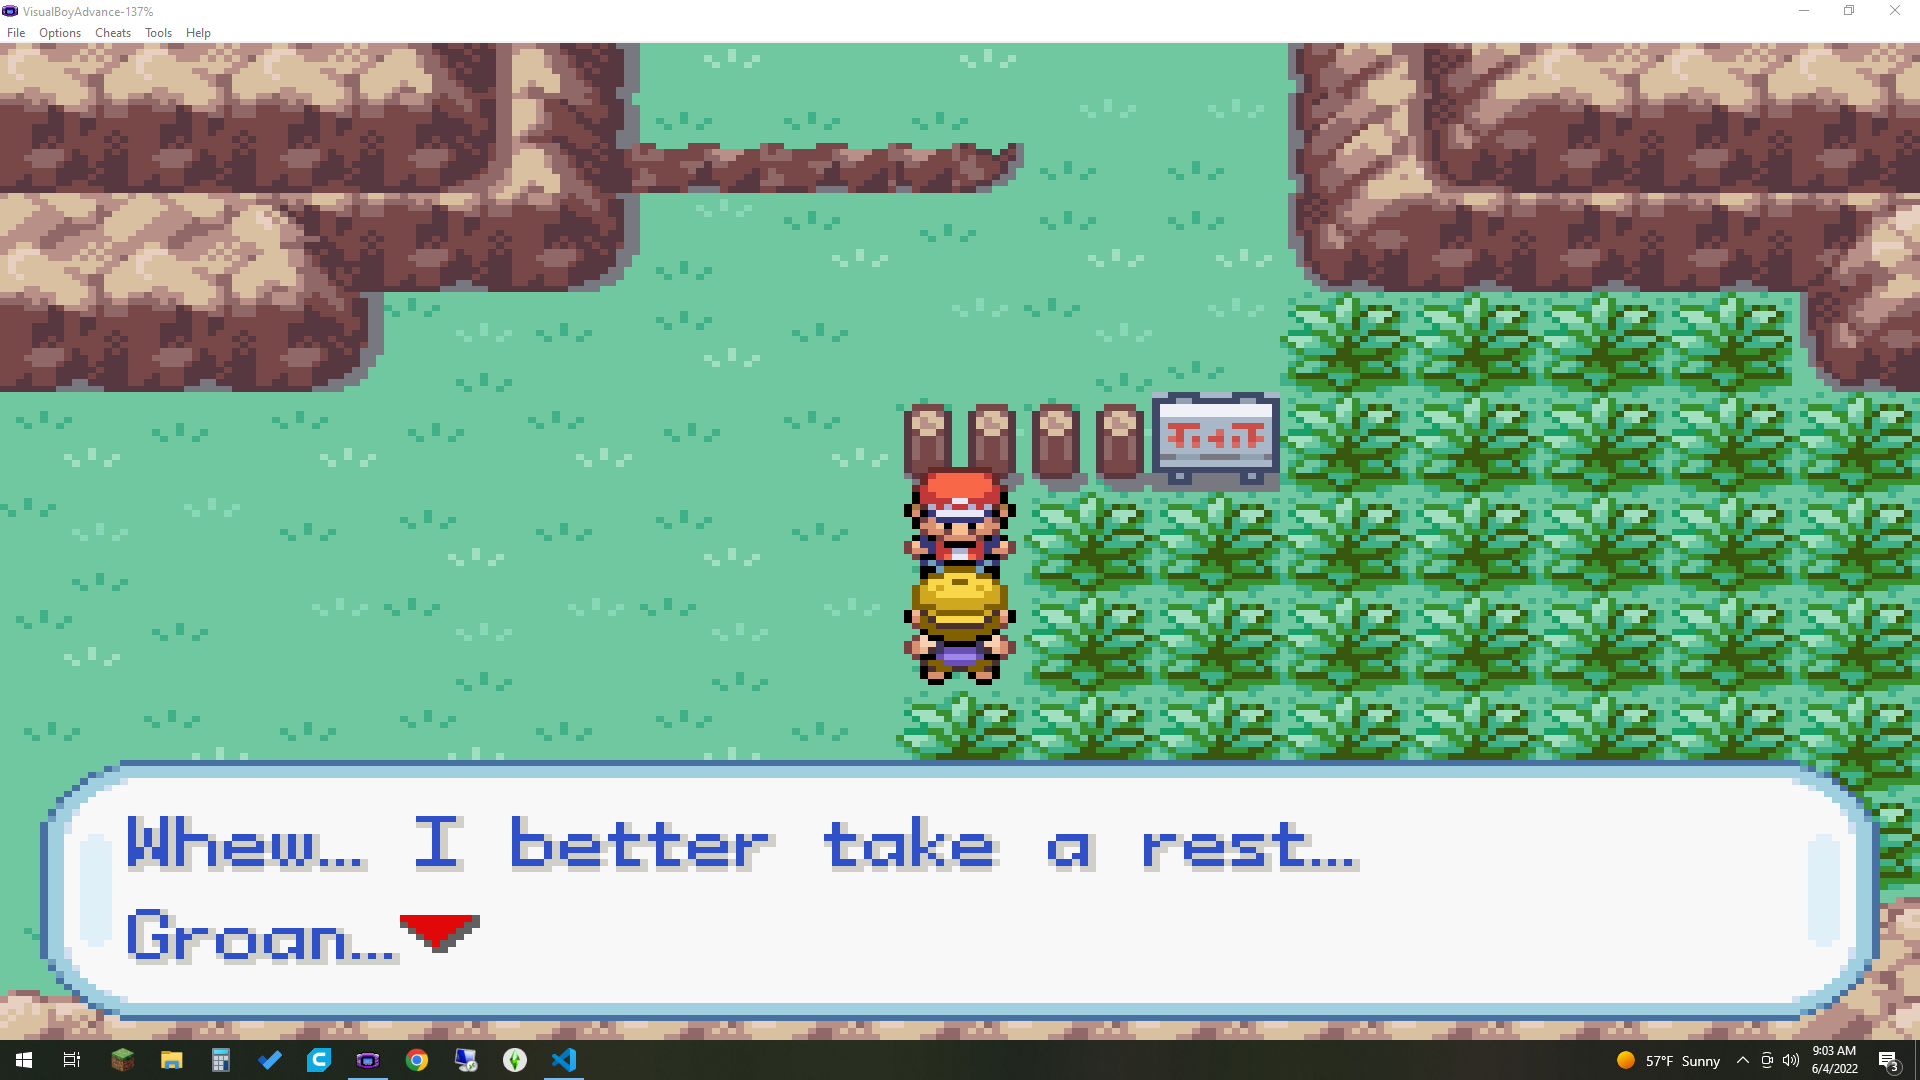 VisualBoyAdvance-137%
File Options Cheats Tools Help
Whew… I better take a rest…
Groan…
57°F Sunny
9:03 AM
6/4/2022
3